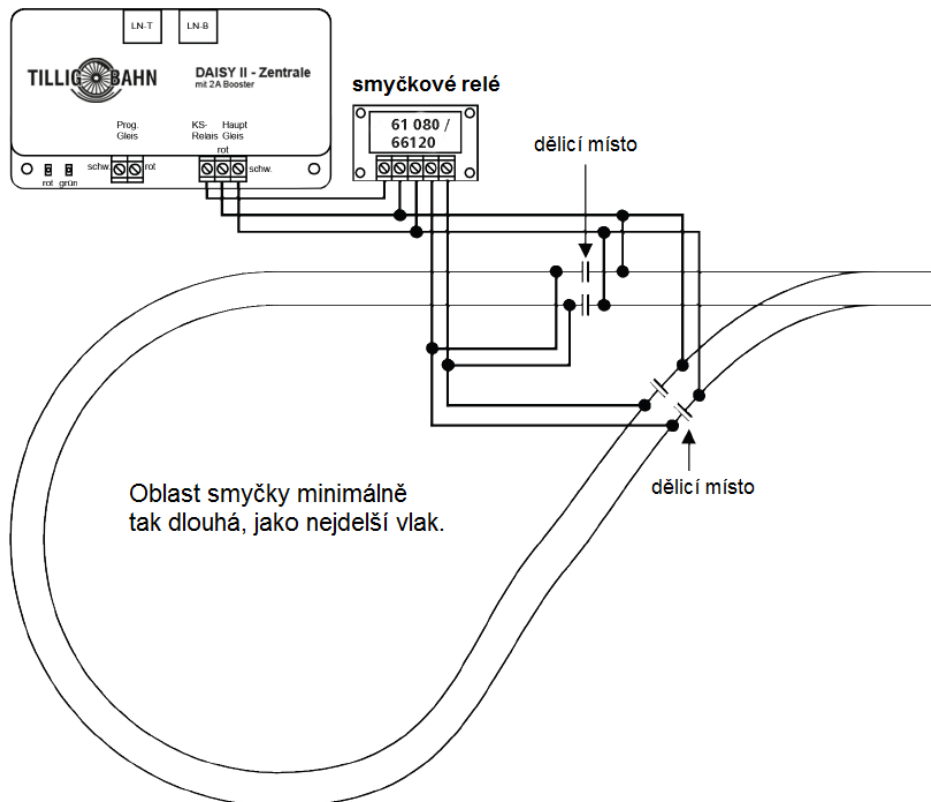 LN-T
LN-B
TILLIG BAHN
DAISY II - Zentrale
mit 2A Booster
Prog.
Gleis
KS-
Relais
Haupt
Gleis
rot
schw.
rot
schw.
rot
grün
smyčkové relé
61 080 /
66120
dělicí místo
dělicí místo
Oblast smyčky minimálně
tak dlouhá, jako nejdelší vlak.